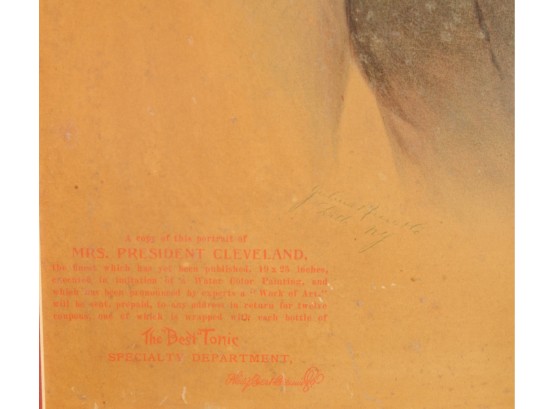 a copy of this portrait of
MRS. PRESIDENT CLEVELAND,
the finest which has yet been published, 19 x 25 inches,
executed in imitation of a Water Color Painting, and
which has been pronounced by experts a "Work of Art,"
will be sent, prepaid, to any address in return for twelve
coupons, one of which is wrapped with each bottle of
The Best Tonic
SPECIALTY DEPARTMENT.